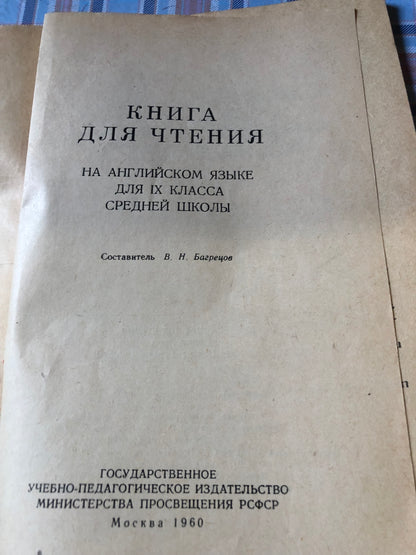 КНИГА
ДЛЯ ЧТЕНИЯ
НА АНГЛИЙСКОМ ЯЗЫКЕ
ДЛЯ IX КЛАССА
СРЕДНЕЙ ШКОЛЫ
Составитель В. Н. Багрецов
ГОСУДАРСТВЕННОЕ
УЧЕБНО-ПЕДАГОГИЧЕСКОЕ ИЗДАТЕЛЬСТВО
МИНИСТЕРСТВА ПРОСВЕЩЕНИЯ РСФСР
Москва 1960